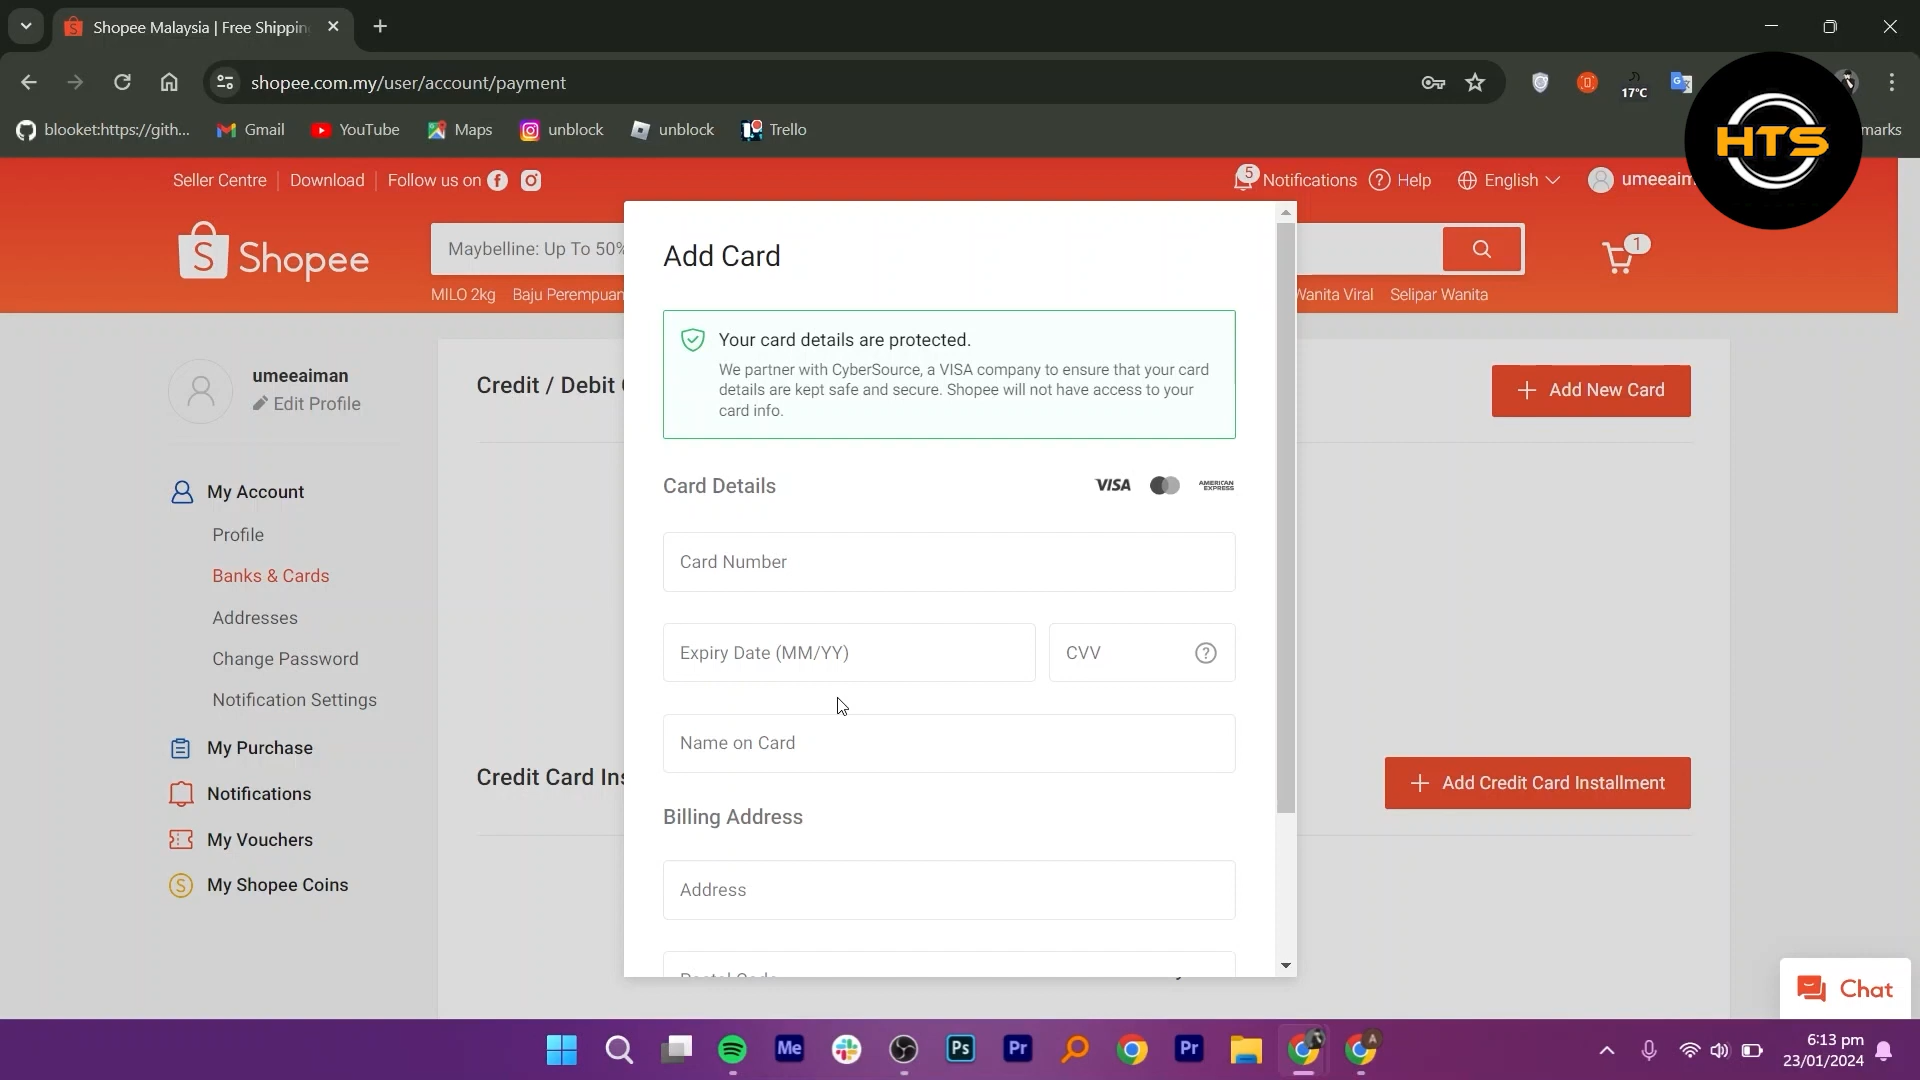 Shopee Malaysia | Free Shippin
shopee.com.my/user/account/payment
17°C
blooket:https://gith...
Gmail
YouTube
Maps
unblock
unblock
Trello
marks
HTS
Seller Centre
Download
Follow us on
5
Notifications
Help
English
umeeaim
Shopee
Maybelline: Up To 50%
1
MILO 2kg
Baju Perempuan
Wanita Viral
Selipar Wanita
umeeaiman
Edit Profile
My Account
Profile
Banks & Cards
Addresses
Change Password
Notification Settings
My Purchase
Notifications
My Vouchers
My Shopee Coins
Credit / Debit
Add New Card
Credit Card Ins
Add Credit Card Installment
Add Card
Your card details are protected.
We partner with CyberSource, a VISA company to ensure that your card
details are kept safe and secure. Shopee will not have access to your
card info.
Card Details
VISA
AMERICAN
EXPRESS
Card Number
Expiry Date (MM/YY)
CVV
Name on Card
Billing Address
Address
Postal Code
Chat
Me
Ps
Pr
Pr
A
6:13 pm
23/01/2024